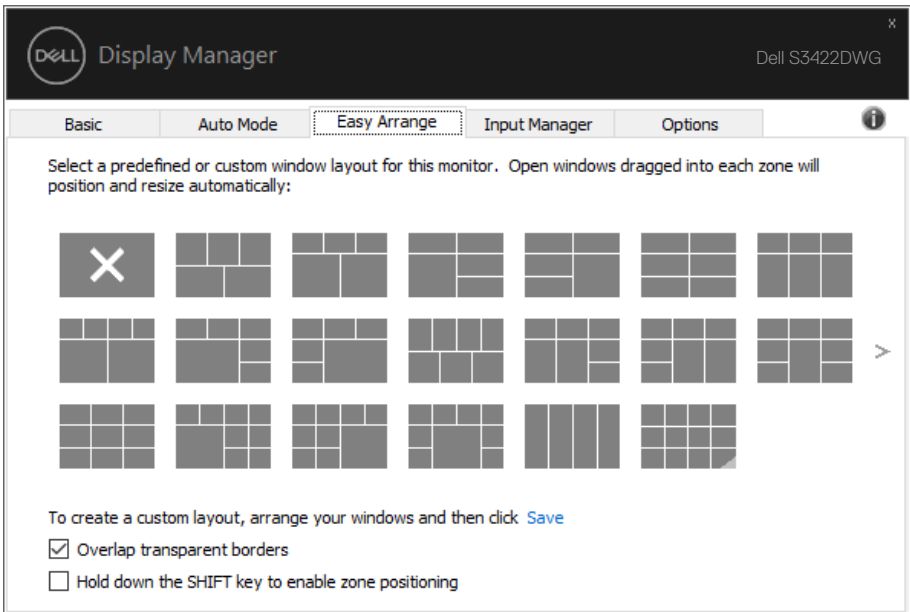 x
DELL Display Manager
Dell S3422DWG
Basic Auto Mode Easy Arrange Input Manager Options
Select a predefined or custom window layout for this monitor. Open windows dragged into each zone will
position and resize automatically:
To create a custom layout, arrange your windows and then click Save
Overlap transparent borders
Hold down the SHIFT key to enable zone positioning